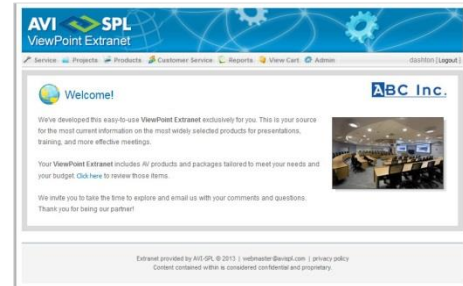 AVI SPL
ViewPoint Extranet
Service Projects Products Customer Service Reports View Cart Admin dashton [Logout]
Welcome!
ABC Inc.
We've developed this easy-to-use ViewPoint Extranet exclusively for you. This is your source
for the most current information on the most widely selected products for presentations,
training, and more effective meetings.
Your ViewPoint Extranet includes AV products and packages tailored to meet your needs and
your budget. Click here to review those items.
We invite you to take the time to explore and email us with your comments and questions.
Thank you for being our partner!
Extranet provided by AVI-SPL © 2013 | webmaster@avispl.com | privacy policy
Content contained within is considered confidential and proprietary.